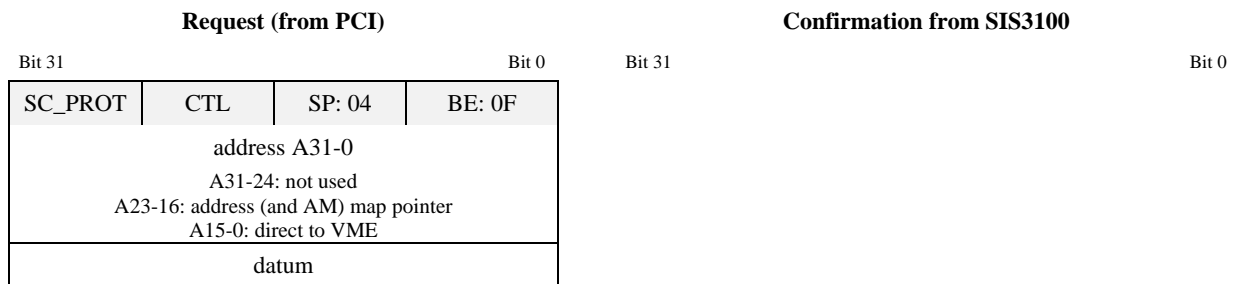 Request (from PCI)
Confirmation from SIS3100
Bit 31 Bit 0 Bit 31 Bit 0
SC_PROT CTL SP: 04 BE: 0F
address A31-0
A31-24: not used
A23-16: address (and AM) map pointer
A15-0: direct to VME
datum